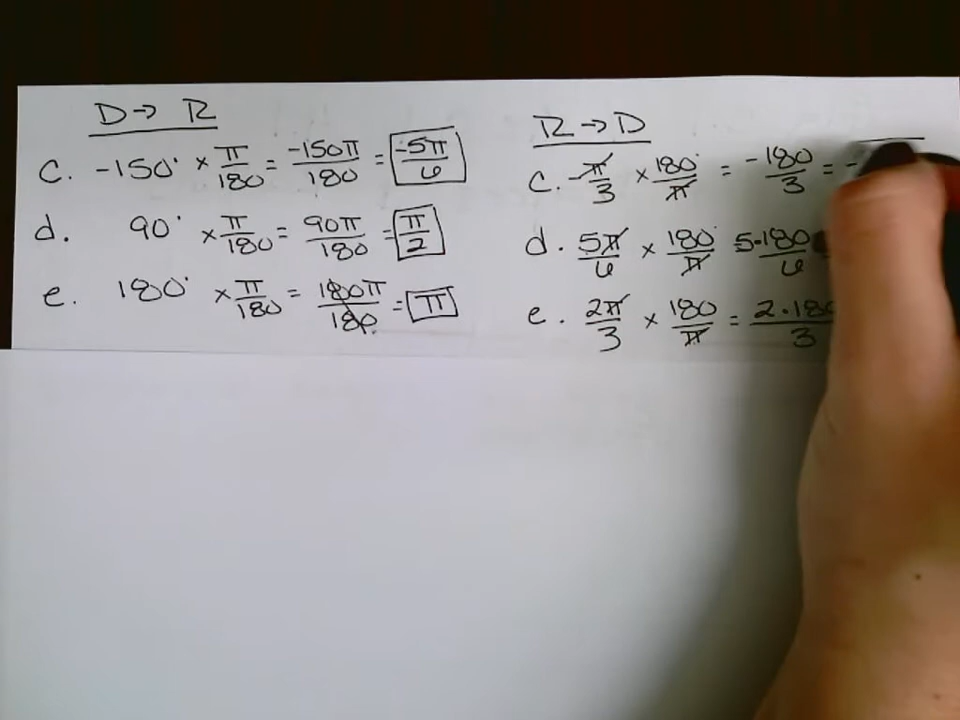 D → R
c. -150° × π/180 = -150π/180 = -5π/6
d. 90° × π/180 = 90π/180 = π/2
e. 180° × π/180 = 180π/180 = π
R → D
c. -π/3 × 180°/π = -180/3 = -
d. 5π/6 × 180°/π 5·180/6
e. 2π/3 × 180/π = 2·180/3